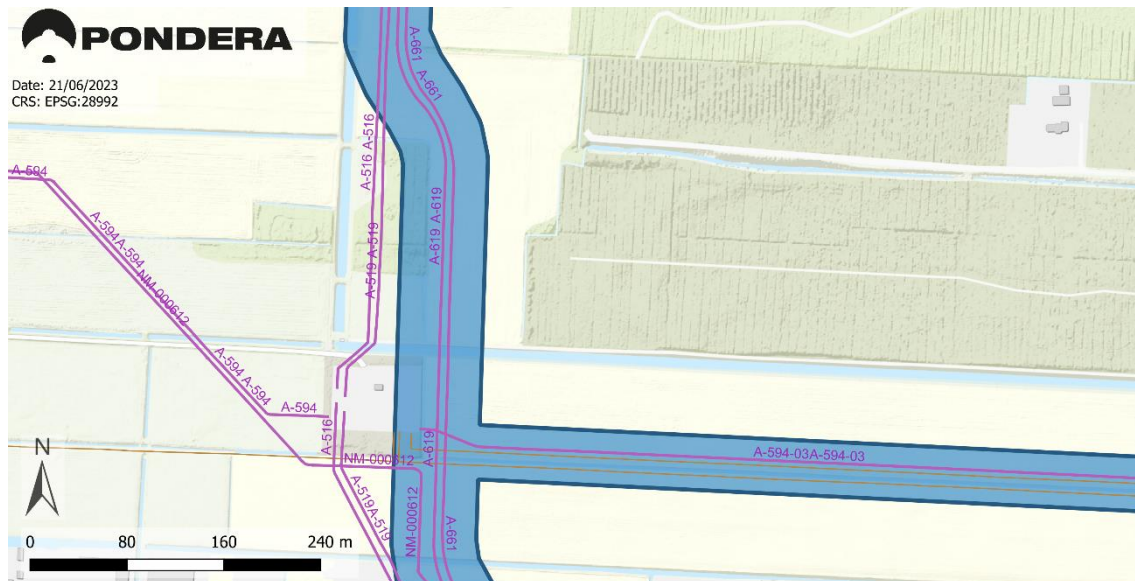 PONDERA
Date: 21/06/2023
CRS: EPSG:28992
A-661
A-661
A-516 A-516
A-594
A-619 A-619
A-594A-594
A-519 A-519
NM-000612
A-594 A-594
A-594
A-516
A-619
A-594-03A-594-03
NM-000612
N
A-519A-519
NM-000612
A-661
0 80 160 240 m